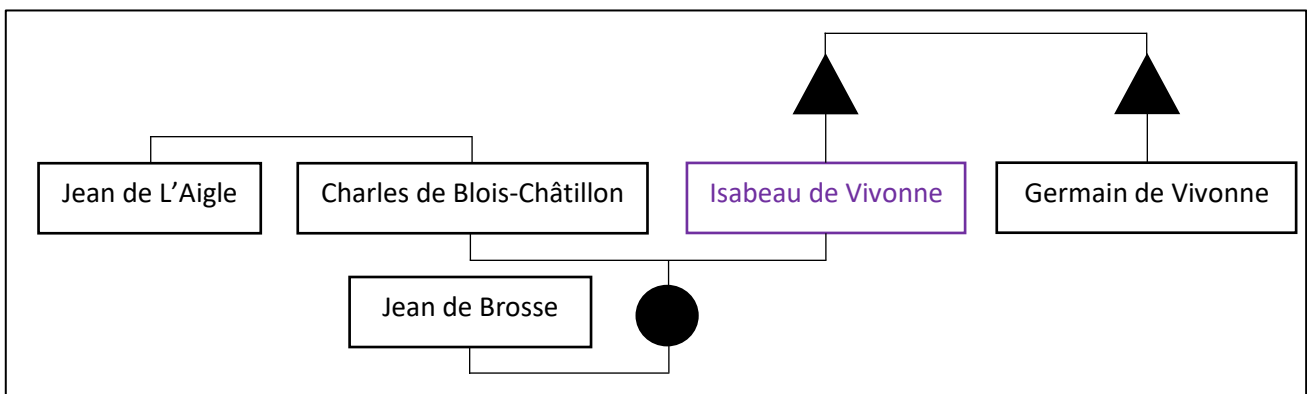 Jean de L’Aigle
Charles de Blois-Châtillon
Isabeau de Vivonne
Germain de Vivonne
Jean de Brosse